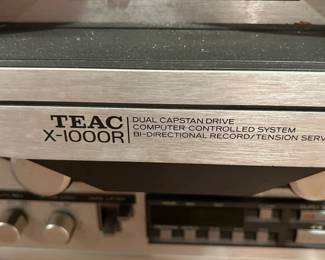 TEAC
X-1000R
DUAL CAPSTAN DRIVE
COMPUTER CONTROLLED SYSTEM
BI-DIRECTIONAL RECORD/TENSION SERV